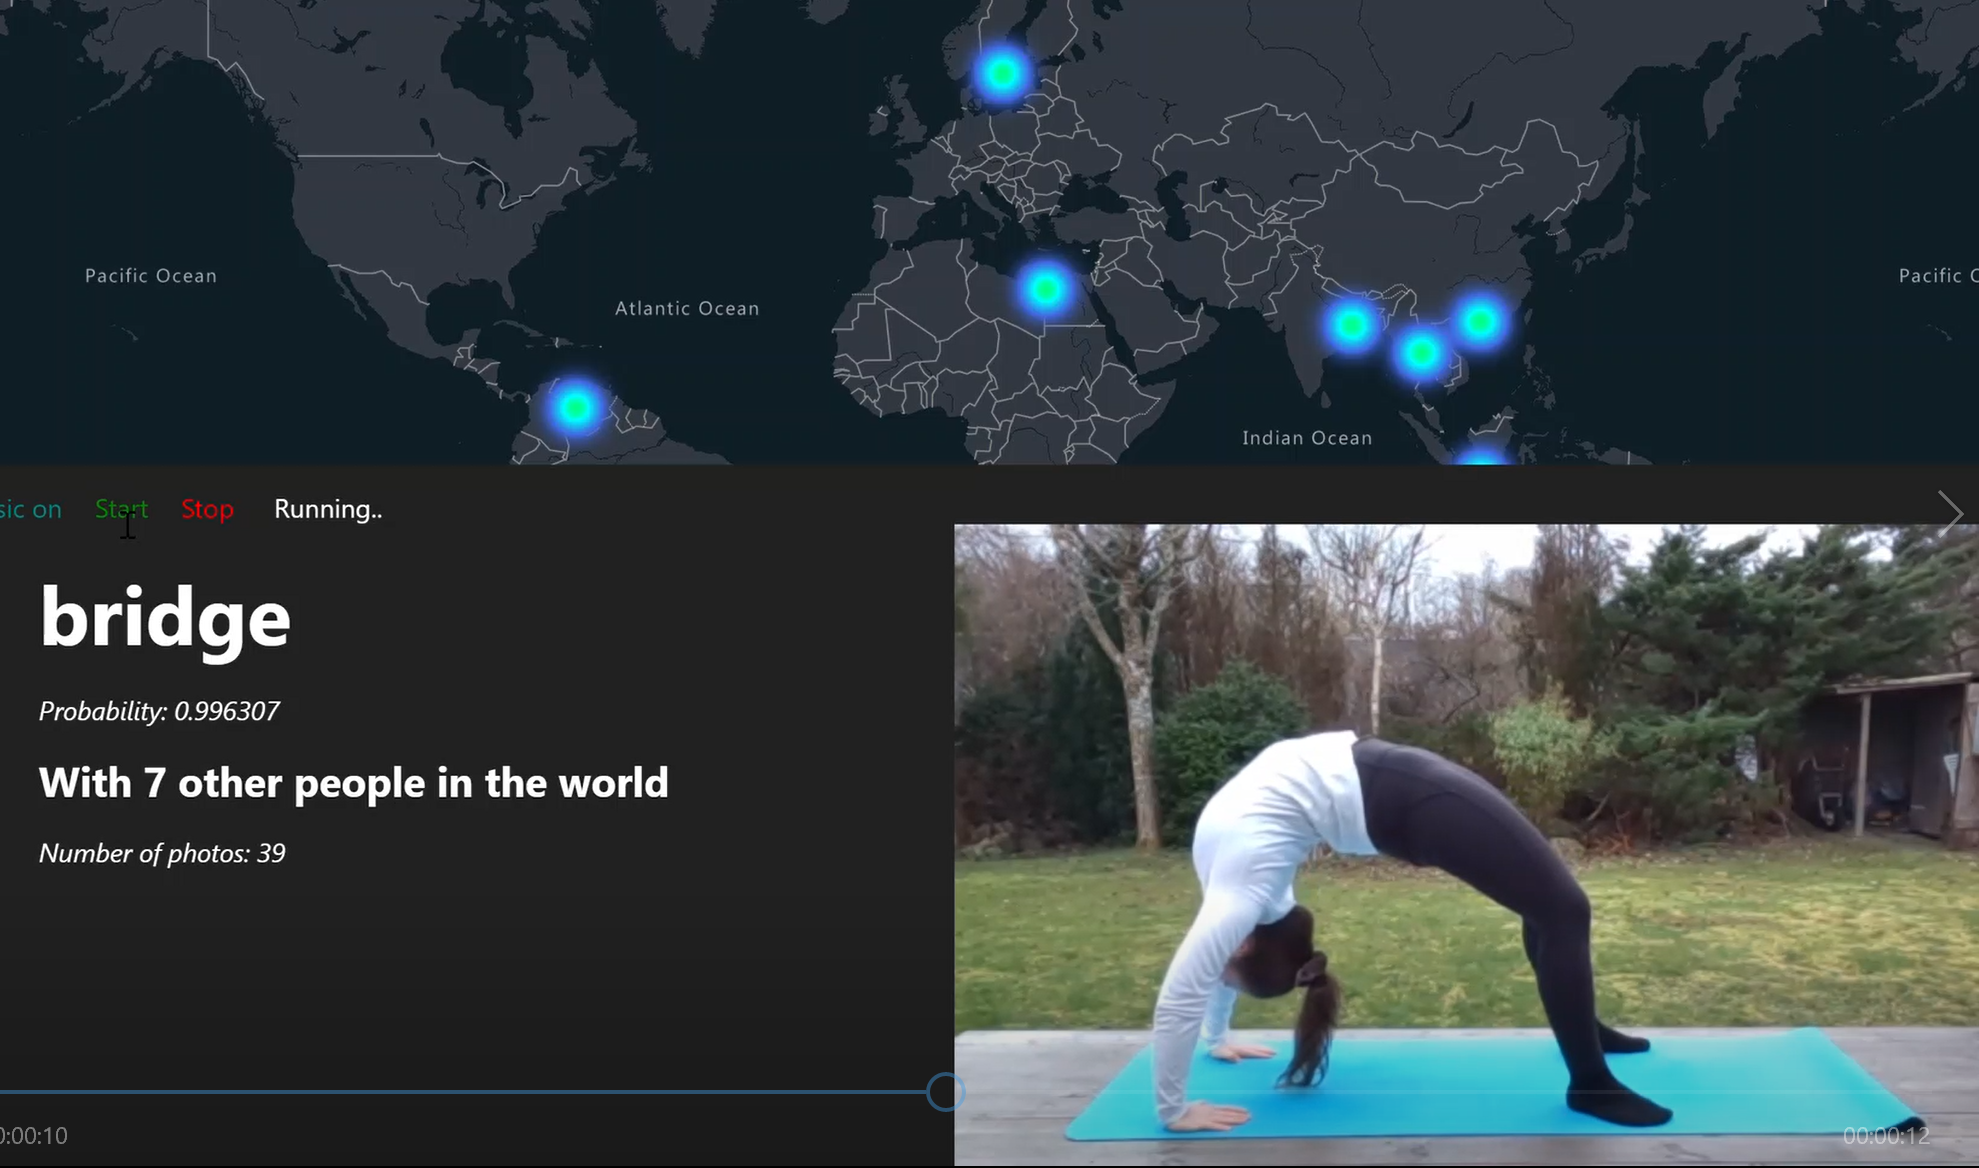 Pacific Ocean
Atlantic Ocean
Pacific
Indian Ocean
sic on Start Stop Running..
bridge
Probability: 0.996307
With 7 other people in the world
Number of photos: 39
0:00:10
00:00:12